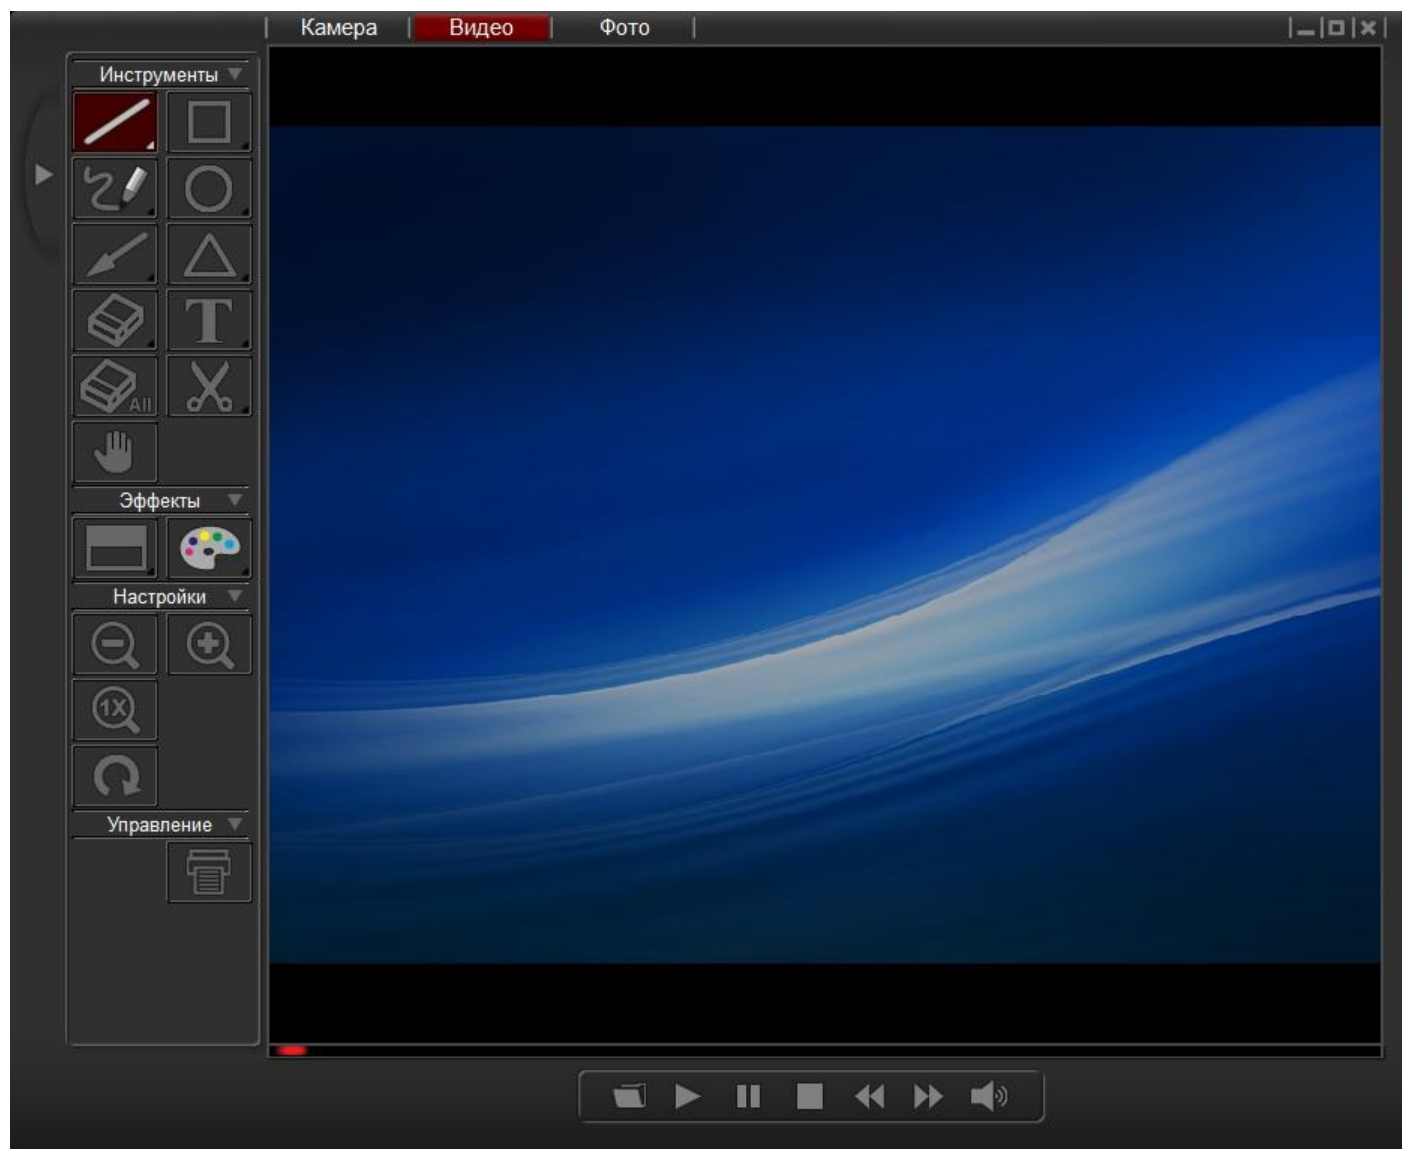 Камера
Видео
Фото
Инструменты
T
All
Эффекты
Настройки
1X
Управление